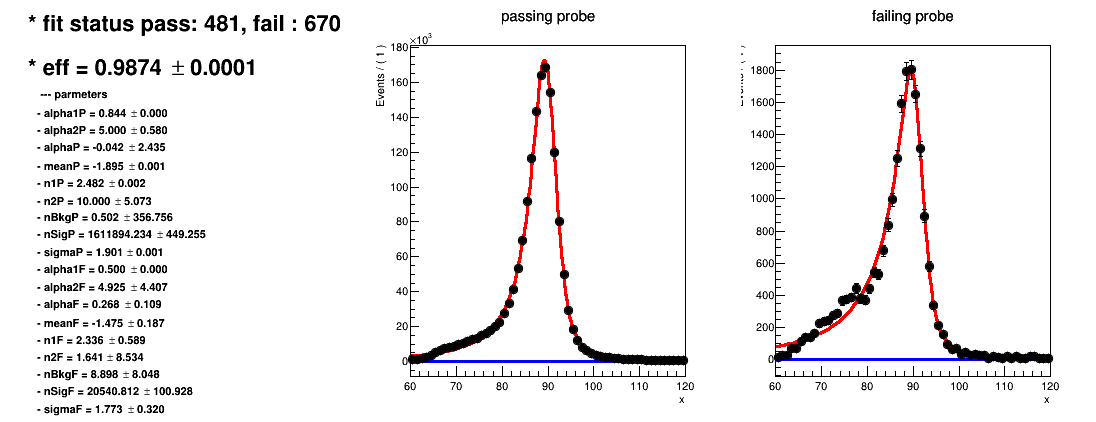 * fit status pass: 481, fail : 670
* eff = 0.9874 ± 0.0001
--- parmeters
- alpha1P = 0.844 ± 0.000
- alpha2P = 5.000 ± 0.580
- alphaP = -0.042 ± 2.435
- meanP = -1.895 ± 0.001
- n1P = 2.482 ± 0.002
- n2P = 10.000 ± 5.073
- nBkgP = 0.502 ± 356.756
- nSigP = 1611894.234 ± 449.255
- sigmaP = 1.901 ± 0.001
- alpha1F = 0.500 ± 0.000
- alpha2F = 4.925 ± 4.407
- alphaF = 0.268 ± 0.109
- meanF = -1.475 ± 0.187
- n1F = 2.336 ± 0.589
- n2F = 1.641 ± 8.534
- nBkgF = 8.898 ± 8.048
- nSigF = 20540.812 ± 100.928
- sigmaF = 1.773 ± 0.320
passing probe
×10³
Events / ( 1 )
180
160
140
120
100
80
60
40
20
0
60 70 80 90 100 110 120
x
failing probe
1800
1600
1400
1200
1000
800
600
400
200
0
60 70 80 90 100 110 120
x